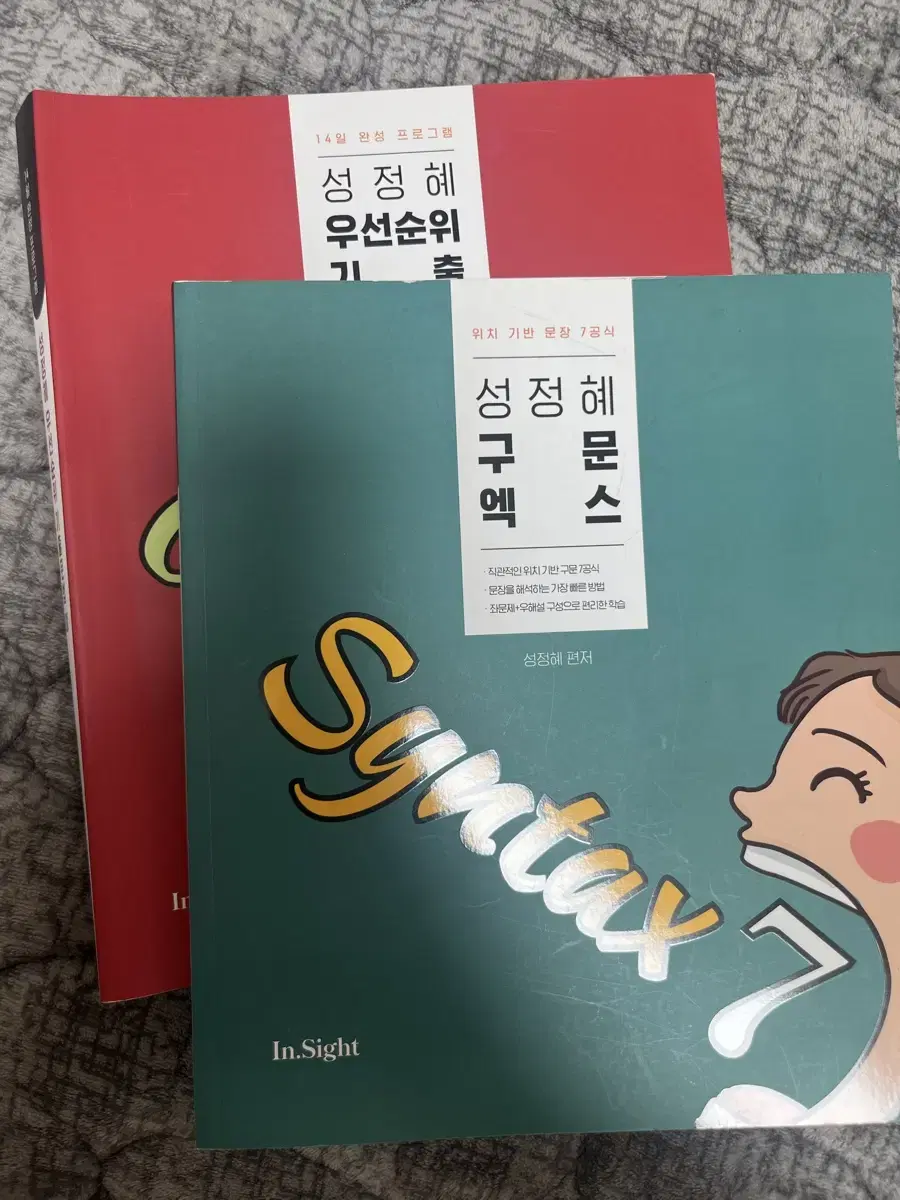 14일 완성 프로그램
성정혜
우선순위
기출
In
위치 기반 문장 7공식
성정혜
구문
엑스
· 직관적인 위치 기반 구문 7공식
· 문장을 해석하는 가장 빠른 방법
· 좌문제+우해설 구성으로 편리한 학습
성정혜 편저
Syntax
7
In.Sight